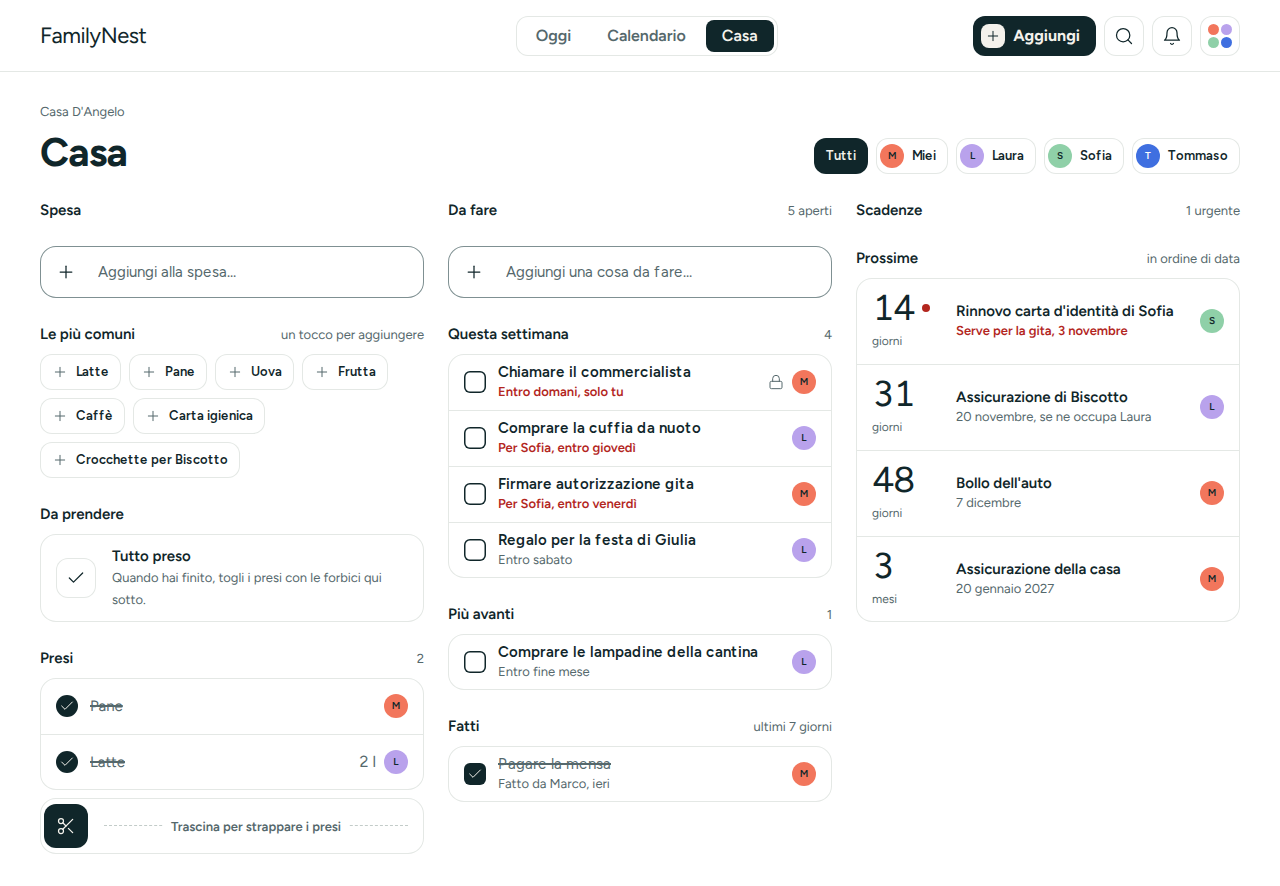 FamilyNest
Oggi
Calendario
Casa
Aggiungi
Casa D'Angelo
Casa
Tutti
M Miei
L Laura
S Sofia
T Tommaso
Spesa
Aggiungi alla spesa...
Le più comuni
un tocco per aggiungere
Latte
Pane
Uova
Frutta
Caffè
Carta igienica
Crocchette per Biscotto
Da prendere
Tutto preso
Quando hai finito, togli i presi con le forbici qui
sotto.
Presi
2
Pane
M
Latte
2 l
L
Trascina per strappare i presi
Da fare
5 aperti
Aggiungi una cosa da fare...
Questa settimana
4
Chiamare il commercialista
Entro domani, solo tu
M
Comprare la cuffia da nuoto
Per Sofia, entro giovedì
L
Firmare autorizzazione gita
Per Sofia, entro venerdì
M
Regalo per la festa di Giulia
Entro sabato
L
Più avanti
1
Comprare le lampadine della cantina
Entro fine mese
L
Fatti
ultimi 7 giorni
Pagare la mensa
Fatto da Marco, ieri
M
Scadenze
1 urgente
Prossime
in ordine di data
14
giorni
Rinnovo carta d'identità di Sofia
Serve per la gita, 3 novembre
S
31
giorni
Assicurazione di Biscotto
20 novembre, se ne occupa Laura
L
48
giorni
Bollo dell'auto
7 dicembre
M
3
mesi
Assicurazione della casa
20 gennaio 2027
M